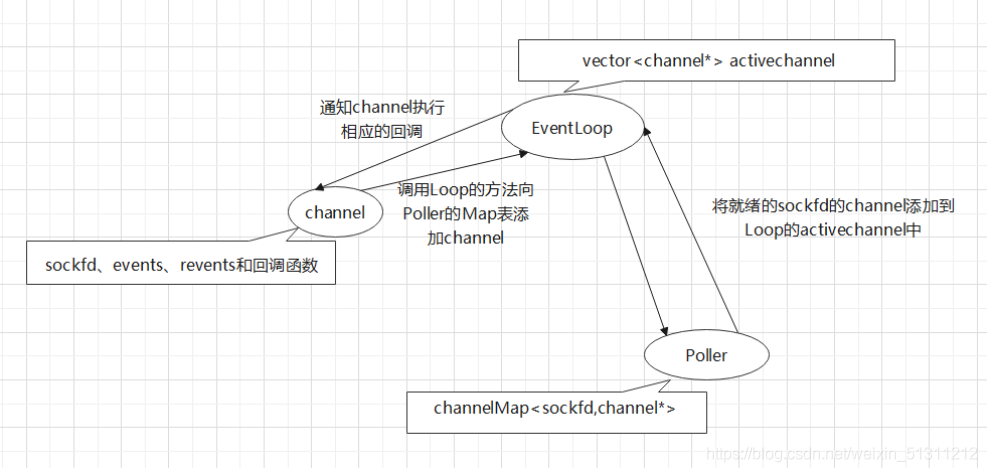 vector<channel*> activechannel
通知channel执行
相应的回调
EventLoop
调用Loop的方法向
Poller的Map表添
加channel
channel
将就绪的sockfd的channel添加到
Loop的activechannel中
sockfd、events、revents和回调函数
Poller
channelMap<sockfd,channel*>
https://blog.csdn.net/weixin_51311212